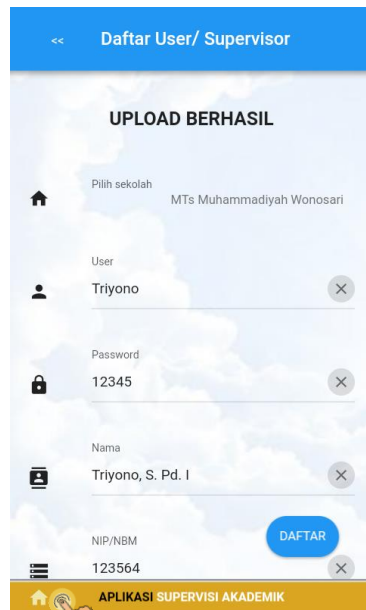 << Daftar User/ Supervisor
UPLOAD BERHASIL
Pilih sekolah
MTs Muhammadiyah Wonosari
User
Triyono
Password
12345
Nama
Triyono, S. Pd. I
NIP/NBM
123564
DAFTAR
APLIKASI SUPERVISI AKADEMIK